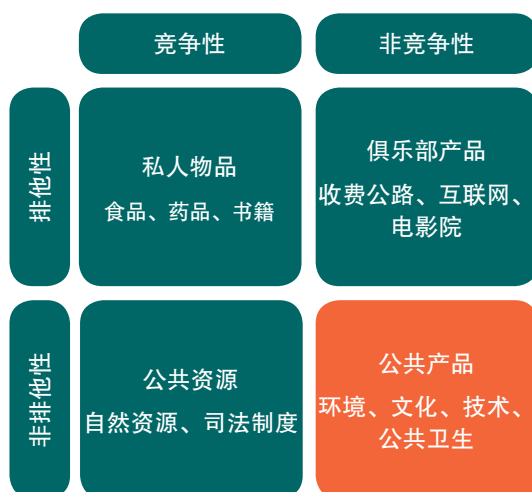 竞争性
非竞争性
排他性
私人物品
食品、药品、书籍
俱乐部产品
收费公路、互联网、
电影院
非排他性
公共资源
自然资源、司法制度
公共产品
环境、文化、技术、
公共卫生